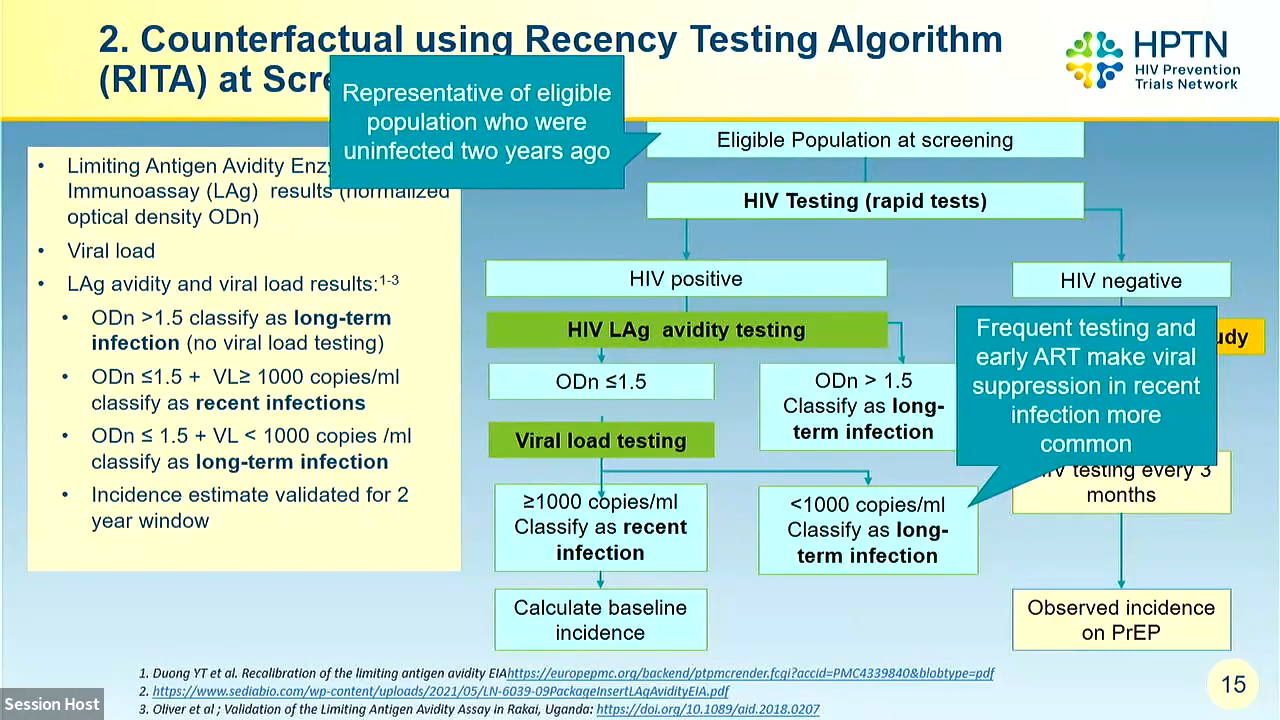 2. Counterfactual using Recency Testing Algorithm
(RITA) at Scre
HPTN
HIV Prevention
Trials Network
Representative of eligible
population who were
uninfected two years ago
• Limiting Antigen Avidity Enzy
Immunoassay (LAg) results (normalized
optical density ODn)
• Viral load
• LAg avidity and viral load results:1-3
• ODn >1.5 classify as long-term
infection (no viral load testing)
• ODn ≤1.5 + VL≥ 1000 copies/ml
classify as recent infections
• ODn ≤ 1.5 + VL < 1000 copies /ml
classify as long-term infection
• Incidence estimate validated for 2
year window
Eligible Population at screening
HIV Testing (rapid tests)
HIV positive
HIV negative
HIV LAg avidity testing
udy
Frequent testing and
early ART make viral
suppression in recent
infection more
common
ODn ≤1.5
ODn > 1.5
Classify as long-
term infection
Viral load testing
HIV testing every 3
months
≥1000 copies/ml
Classify as recent
infection
<1000 copies/ml
Classify as long-
term infection
Calculate baseline
incidence
Observed incidence
on PrEP
1. Duong YT et al. Recalibration of the limiting antigen avidity EIAhttps://europepmc.org/backend/ptpmcrender.fcgi?accid=PMC4339840&blobtype=pdf
2. https://www.sediabio.com/wp-content/uploads/2021/05/LN-6039-09PackageInsertLAgAvidityEIA.pdf
3. Oliver et al ; Validation of the Limiting Antigen Avidity Assay in Rakai, Uganda: https://doi.org/10.1089/aid.2018.0207
15
Session Host